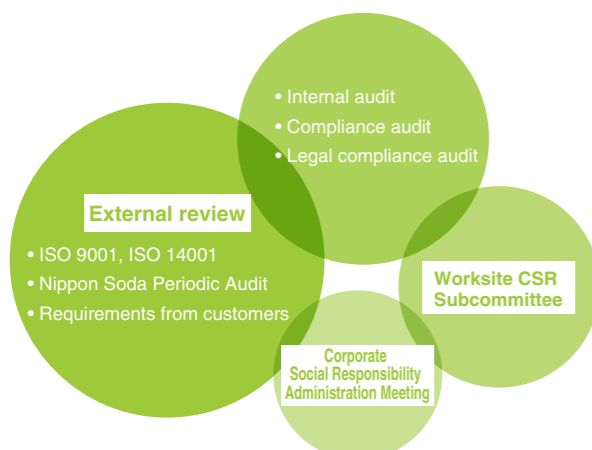 • Internal audit
• Compliance audit
• Legal compliance audit
External review
• ISO 9001, ISO 14001
• Nippon Soda Periodic Audit
• Requirements from customers
Worksite CSR
Subcommittee
Corporate
Social Responsibility
Administration Meeting